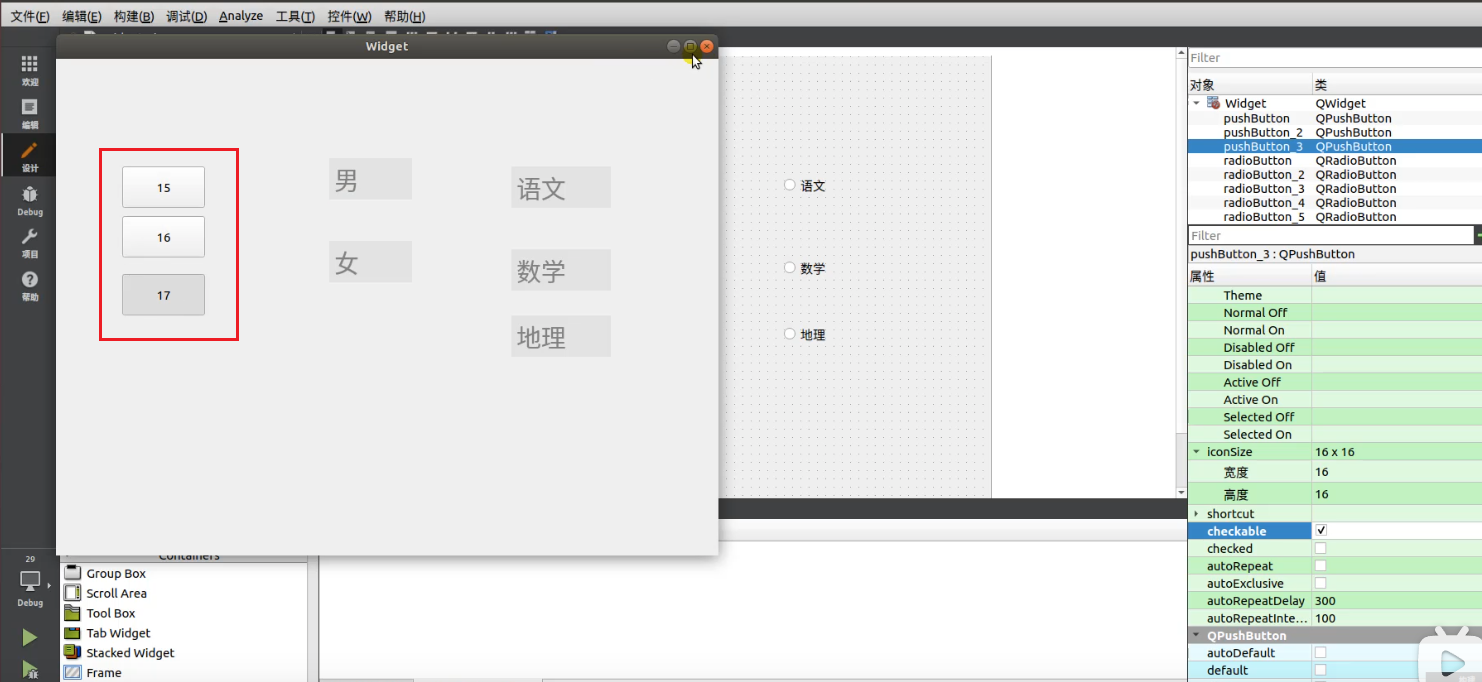 文件(F) 编辑(E) 构建(B) 调试(D) Analyze 工具(T) 控件(W) 帮助(H)
Widget
欢迎
编辑
设计
Debug
项目
帮助
29
Debug
15
16
17
男
女
语文
数学
地理
语文
数学
地理
Containers
Group Box
Scroll Area
Tool Box
Tab Widget
Stacked Widget
Frame
Filter
对象 类
Widget QWidget
pushButton QPushButton
pushButton_2 QPushButton
pushButton_3 QPushButton
radioButton QRadioButton
radioButton_2 QRadioButton
radioButton_3 QRadioButton
radioButton_4 QRadioButton
radioButton_5 QRadioButton
Filter
pushButton_3 : QPushButton
属性 值
Theme
Normal Off
Normal On
Disabled Off
Disabled On
Active Off
Active On
Selected Off
Selected On
iconSize 16 x 16
宽度 16
高度 16
shortcut
checkable
checked
autoRepeat
autoExclusive
autoRepeatDelay 300
autoRepeatInte... 100
QPushButton
autoDefault
default